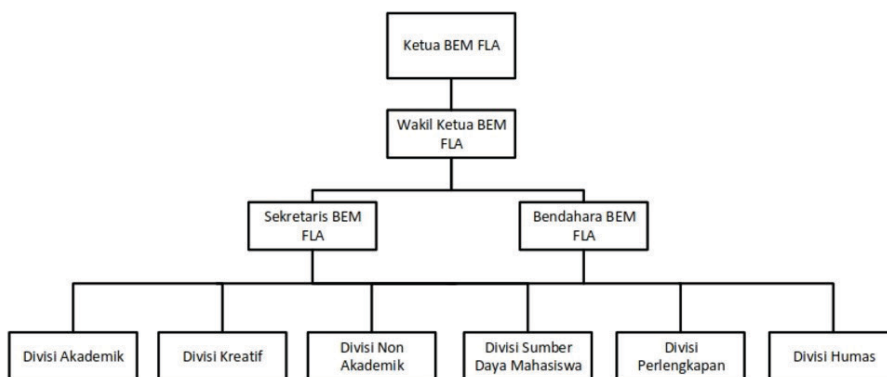 Ketua BEM FLA
Wakil Ketua BEM
FLA
Sekretaris BEM
FLA
Bendahara BEM
FLA
Divisi Akademik
Divisi Kreatif
Divisi Non
Akademik
Divisi Sumber
Daya Mahasiswa
Divisi
Perlengkapan
Divisi Humas